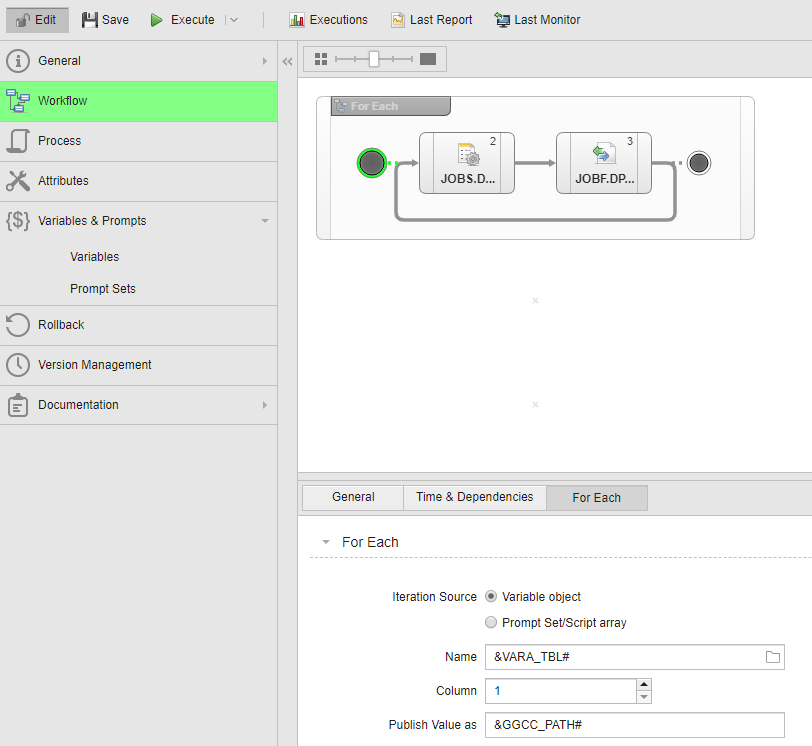 Edit Save Execute Executions Last Report Last Monitor
General
Workflow
Process
Attributes
{$} Variables & Prompts
Variables
Prompt Sets
Rollback
Version Management
Documentation
For Each
2 3
JOBS.D... JOBF.DP...
General Time & Dependencies For Each
For Each
Iteration Source Variable object
Prompt Set/Script array
Name &VARA_TBL#
Column 1
Publish Value as &GGCC_PATH#